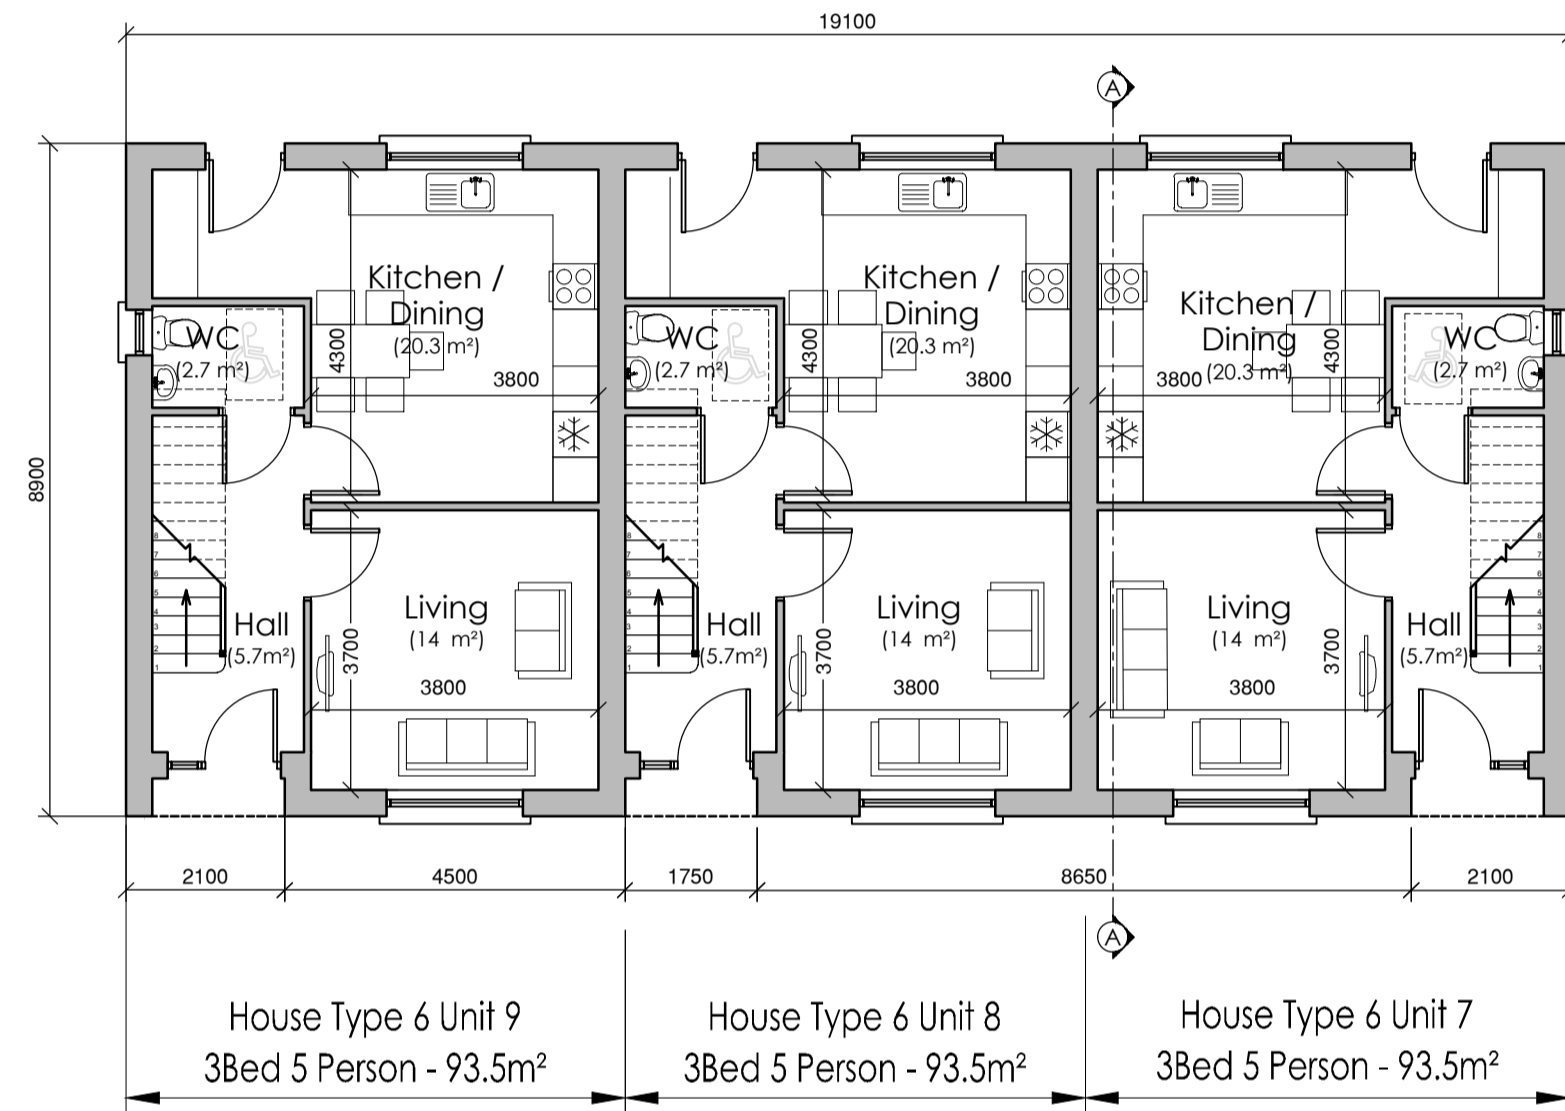 19100
A
Kitchen /
Dining
(20.3 m²)
4300
3800
WC
(2.7 m²)
Kitchen /
Dining
(20.3 m²)
4300
3800
WC
(2.7 m²)
Kitchen /
Dining
(20.3 m²)
4300
3800
WC
(2.7 m²)
8900
Hall
(5.7m²)
Living
(14 m²)
3700
3800
Hall
(5.7m²)
Living
(14 m²)
3700
3800
Living
(14 m²)
3700
3800
Hall
(5.7m²)
2100
4500
1750
8650
2100
A
House Type 6 Unit 9
3Bed 5 Person - 93.5m²
House Type 6 Unit 8
3Bed 5 Person - 93.5m²
House Type 6 Unit 7
3Bed 5 Person - 93.5m²